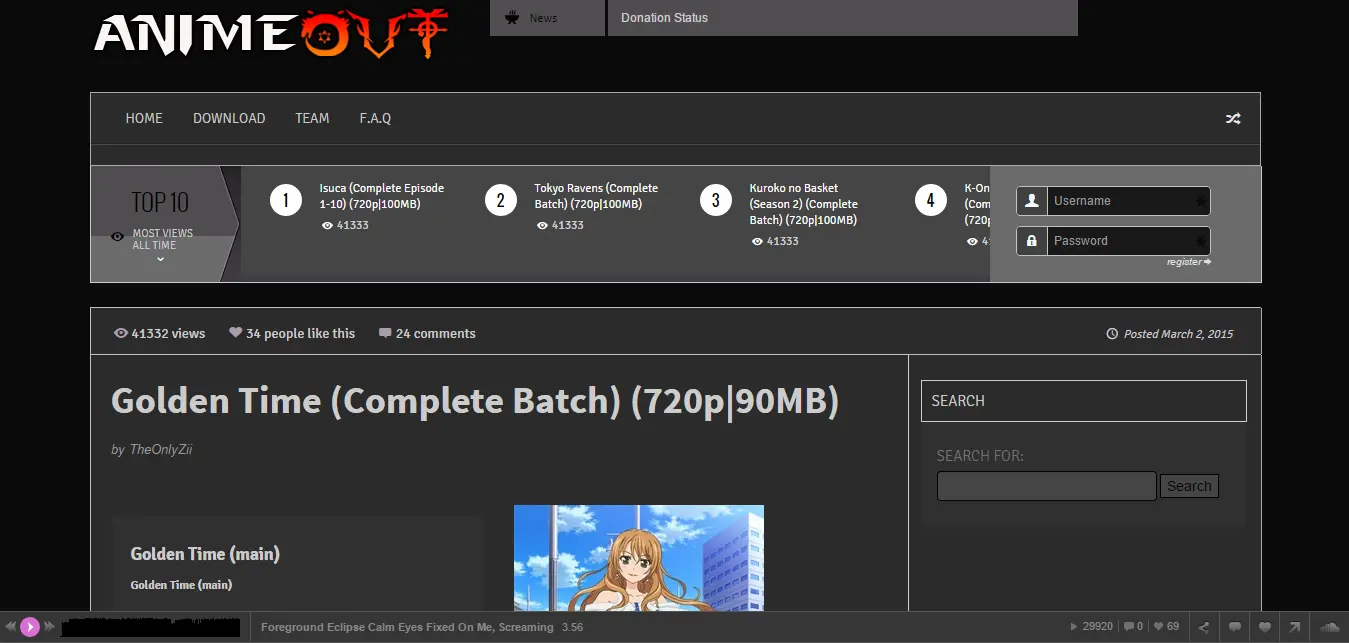 ANIMEOUT
News
Donation Status
HOME DOWNLOAD TEAM F.A.Q
TOP 10
MOST VIEWS
ALL TIME
1
Isuca (Complete Episode
1-10) (720p|100MB)
41333
2
Tokyo Ravens (Complete
Batch) (720p|100MB)
41333
3
Kuroko no Basket
(Season 2) (Complete
Batch) (720p|100MB)
41333
4
K-On
(Com
(720p
41
Username
Password
register
41332 views 34 people like this 24 comments
Posted March 2, 2015
Golden Time (Complete Batch) (720p|90MB)
by TheOnlyZii
SEARCH
SEARCH FOR:
Search
Golden Time (main)
Golden Time (main)
Foreground Eclipse Calm Eyes Fixed On Me, Screaming 3.56
29920 0 69